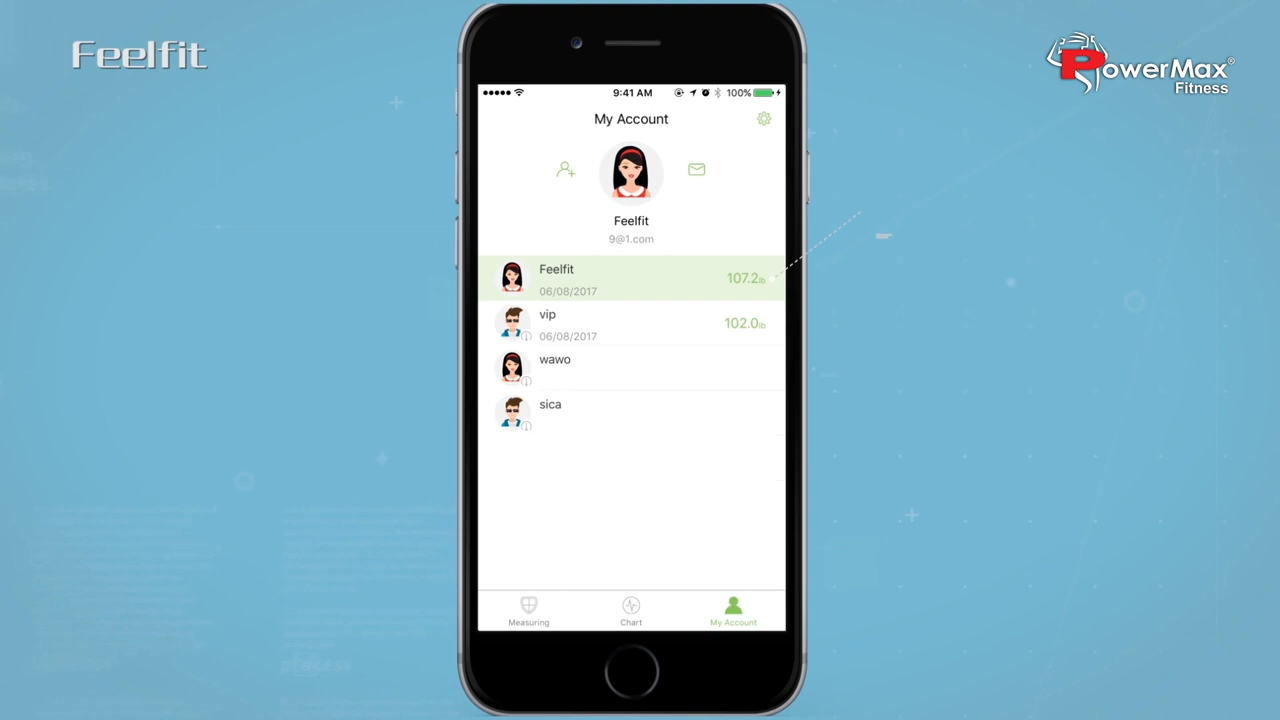 Feelfit
PowerMax®
Fitness
9:41 AM
100%
My Account
Feelfit
9@1.com
Feelfit
06/08/2017
107.2lb
vip
06/08/2017
102.0lb
wawo
sica
Measuring
Chart
My Account